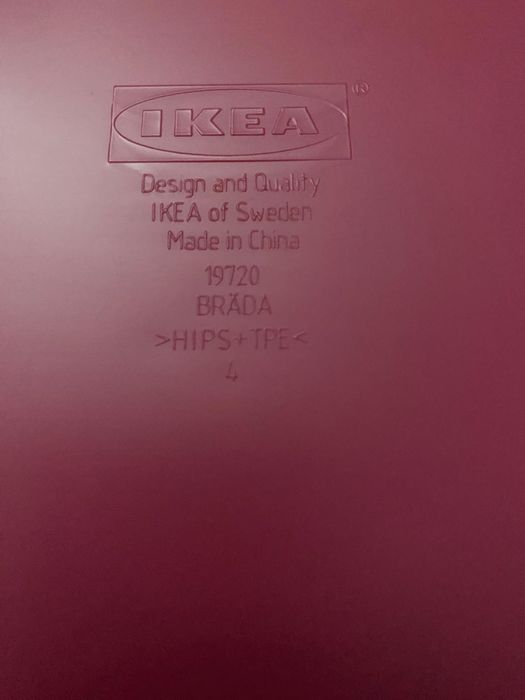 IKEA®
Design and Quality
IKEA of Sweden
Made in China
19720
BRÄDA
>HIPS+TPE<
4